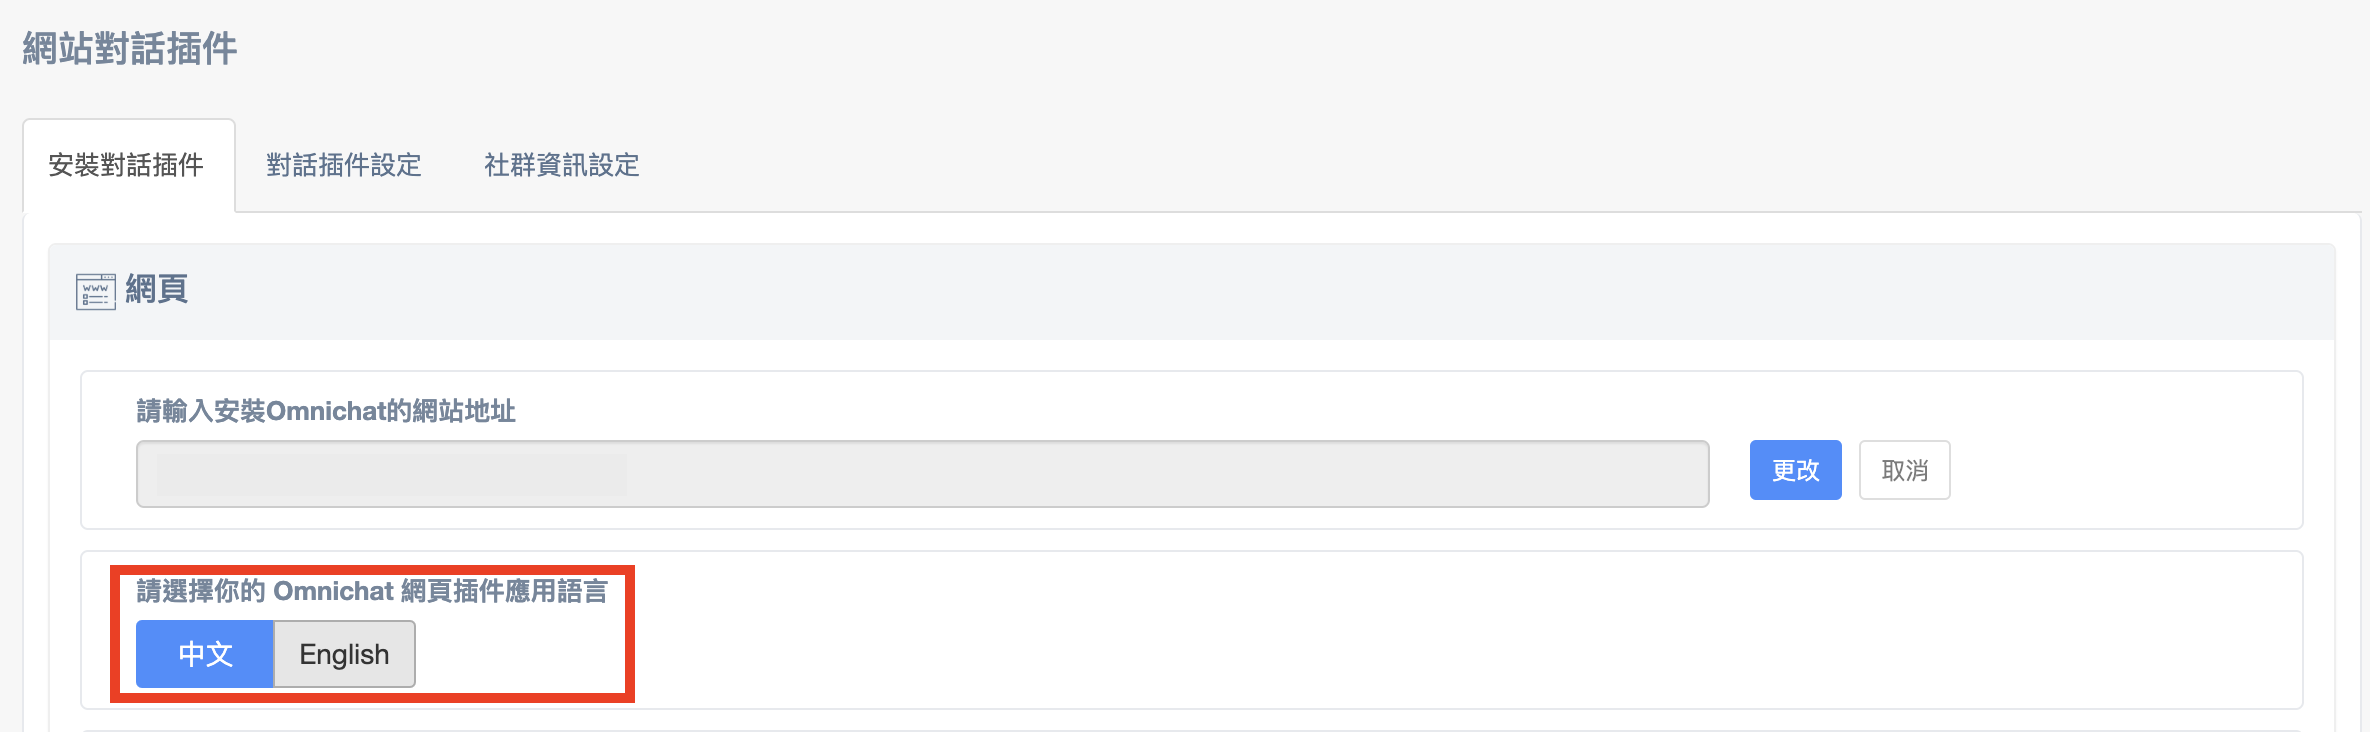 網站對話插件
安裝對話插件 對話插件設定 社群資訊設定
www 網頁
請輸入安裝Omnichat的網站地址
更改 取消
請選擇你的 Omnichat 網頁插件應用語言
中文 English